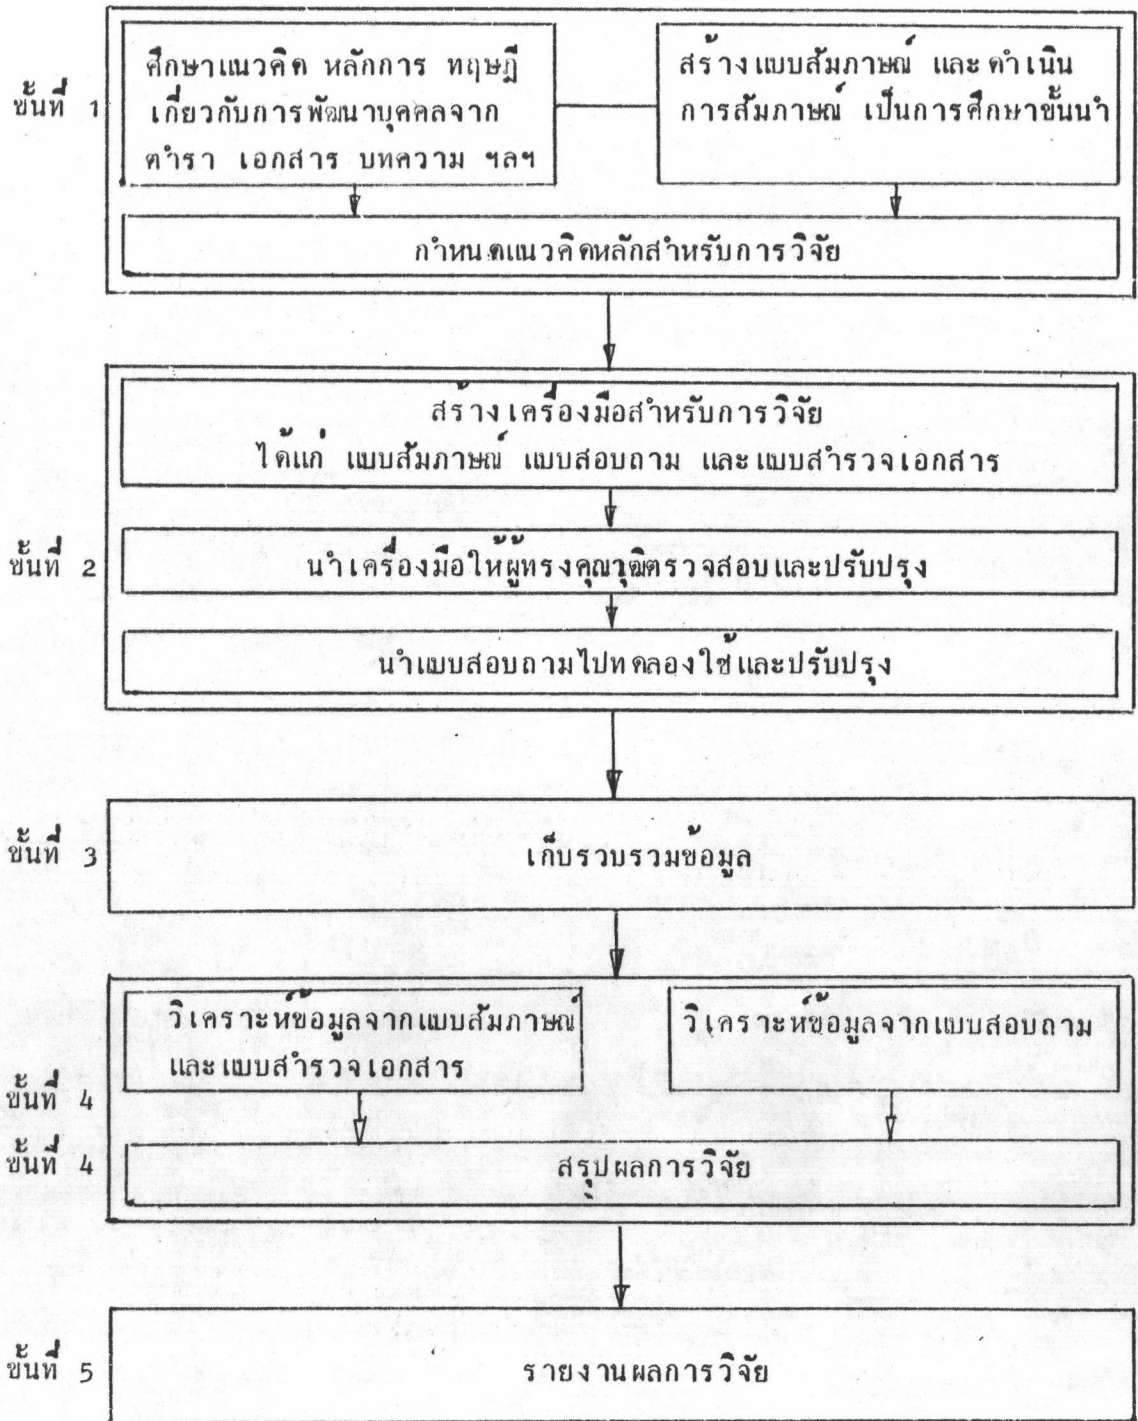 ขั้นที่ 1
ศึกษาแนวคิด หลักการ ทฤษฎี
เกี่ยวกับการพัฒนาบุคคลจาก
ตำรา เอกสาร บทความ ฯลฯ
สร้างแบบสัมภาษณ์ และดำเนิน
การสัมภาษณ์ เป็นการศึกษาขั้นนำ
กำหนดแนวคิดหลักสำหรับการวิจัย
สร้างเครื่องมือสำหรับการวิจัย
ได้แก่ แบบสัมภาษณ์ แบบสอบถาม และแบบสำรวจเอกสาร
ขั้นที่ 2
นำเครื่องมือให้ผู้ทรงคุณวุฒิตรวจสอบและปรับปรุง
นำแบบสอบถามไปทดลองใช้และปรับปรุง
ขั้นที่ 3
เก็บรวบรวมข้อมูล
วิเคราะห์ข้อมูลจากแบบสัมภาษณ์
และแบบสำรวจเอกสาร
วิเคราะห์ข้อมูลจากแบบสอบถาม
ขั้นที่ 4
ขั้นที่ 4
สรุปผลการวิจัย
ขั้นที่ 5
รายงานผลการวิจัย